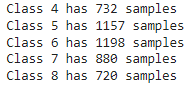 Class 4 has 732 samples
Class 5 has 1157 samples
Class 6 has 1198 samples
Class 7 has 880 samples
Class 8 has 720 samples